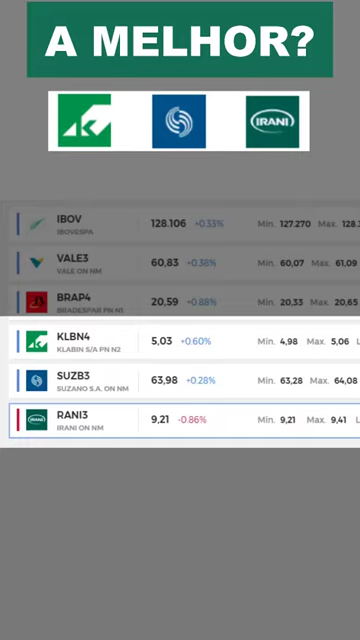 A MELHOR?
IRANI
IBOV 128.106 +0.33% Min. 127.270 Max. 128.
IBOVESPA
VALE3 60,83 +0.38% Min. 60,07 Max. 61,09
VALE ON NM
BRAP4 20,59 +0.88% Min. 20,33 Max. 20,65
BRADESPAR PN N1
KLBN4 5,03 +0.60% Min. 4,98 Max. 5,06
KLABIN S/A PN N2
SUZB3 63,98 +0.28% Min. 63,28 Max. 64,08
SUZANO S.A. ON NM
IRANI RANI3 9,21 -0.86% Min. 9,21 Max. 9,41
IRANI ON NM